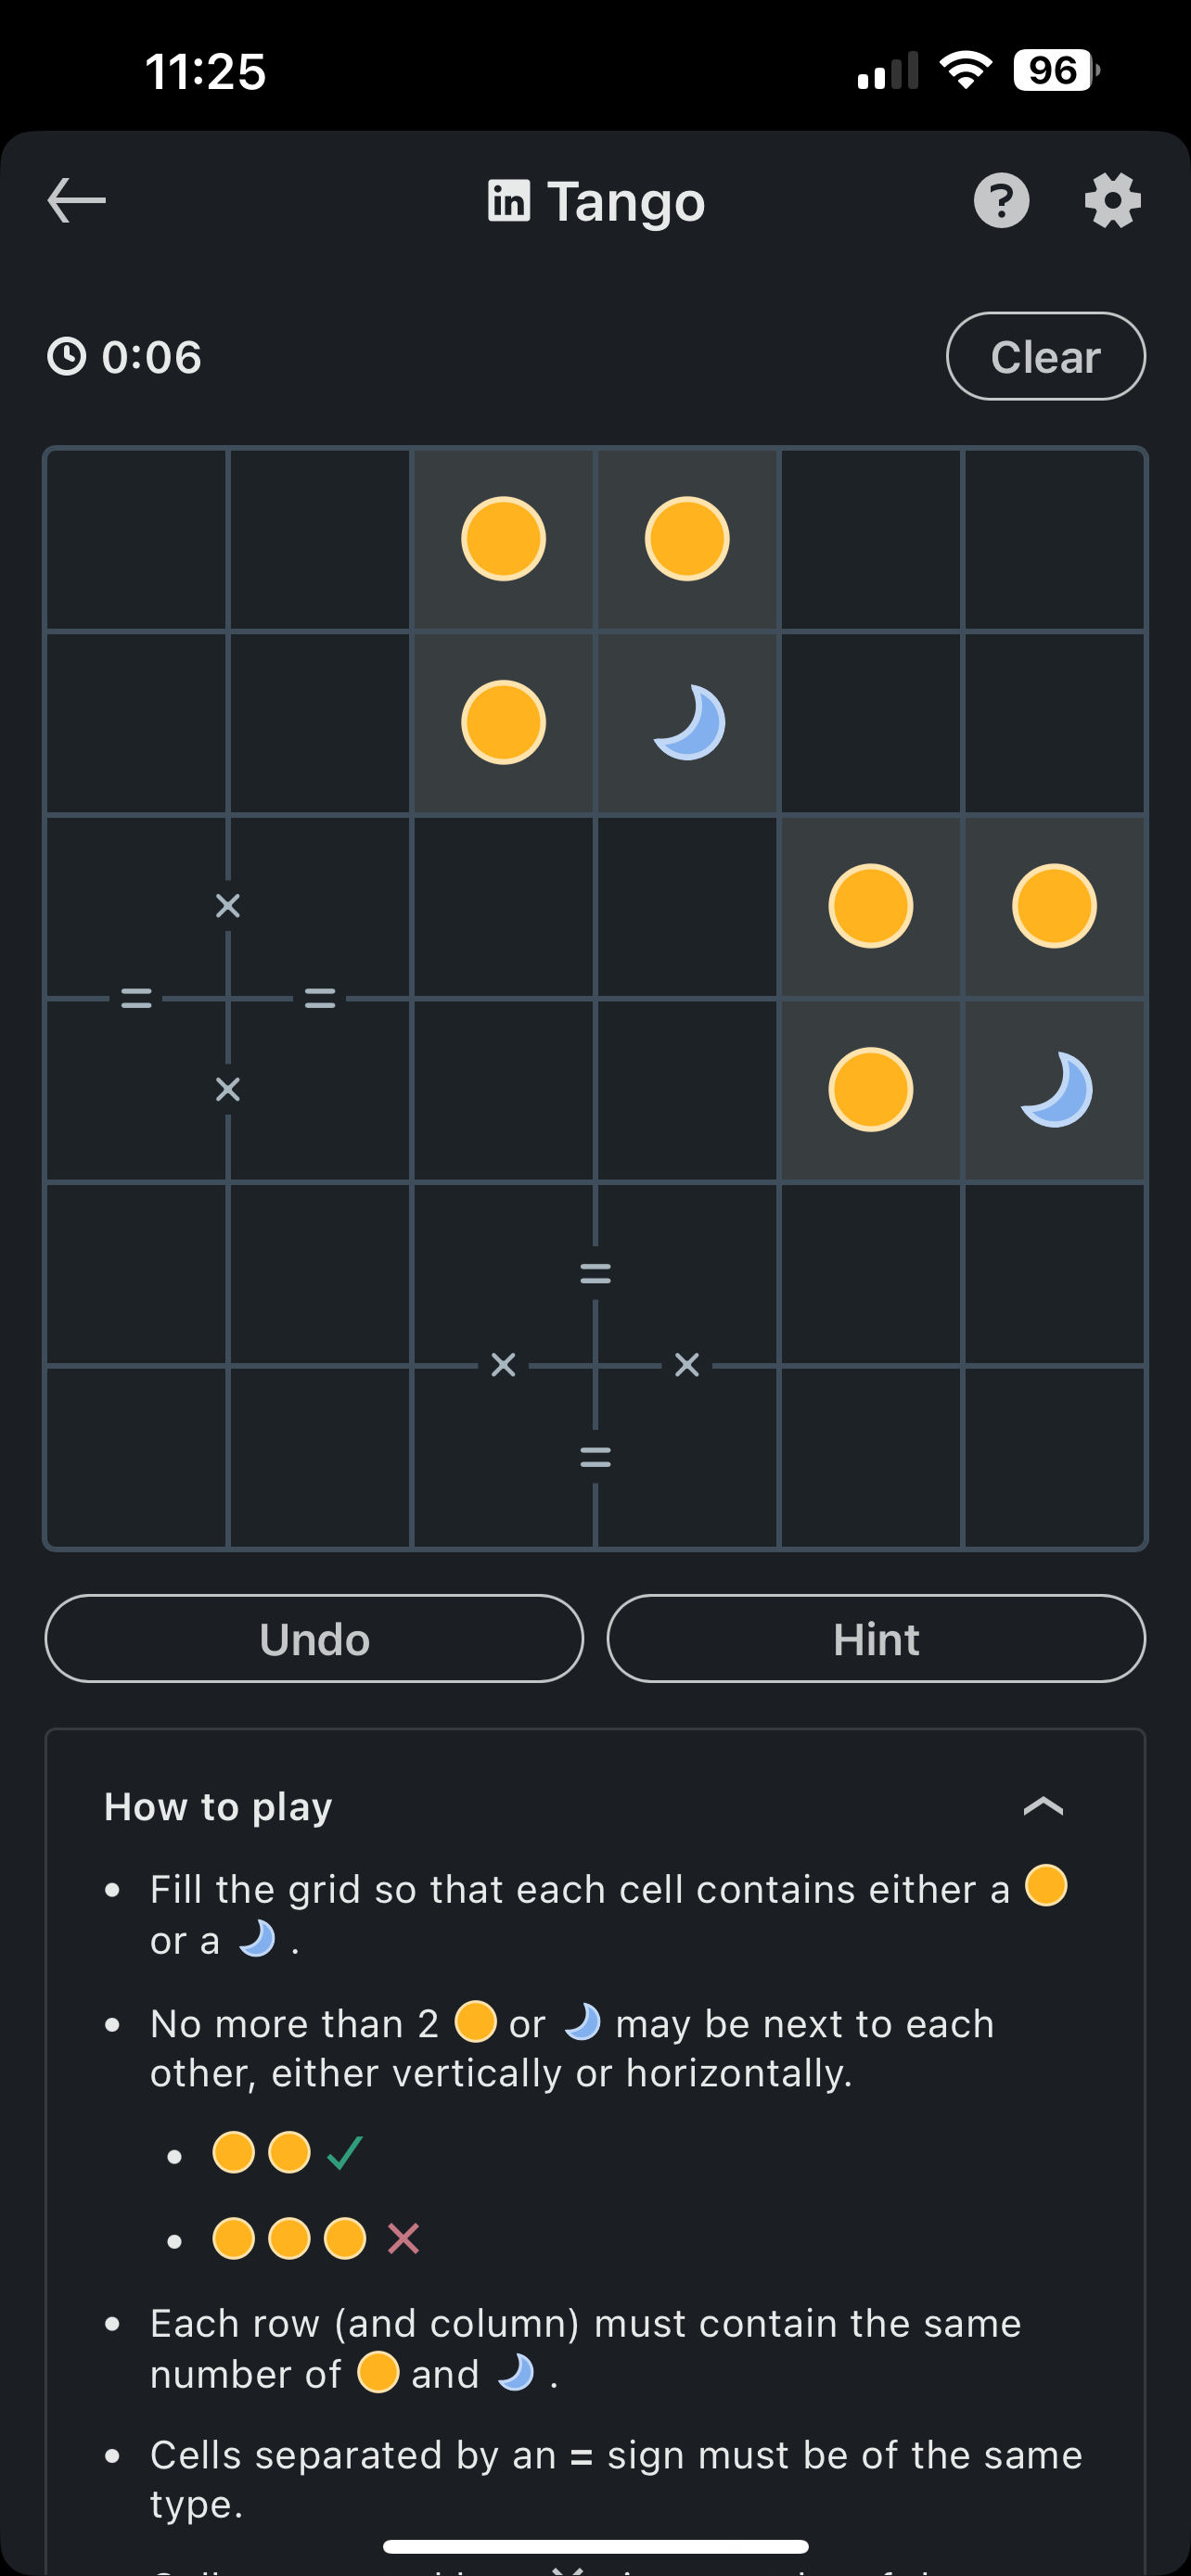 11:25
96
in Tango
?
0:06
Clear
×
= =
×
=
× ×
=
Undo
Hint
How to play
• Fill the grid so that each cell contains either a
or a .
• No more than 2 or may be next to each
other, either vertically or horizontally.
•
•
• Each row (and column) must contain the same
number of and .
• Cells separated by an = sign must be of the same
type.